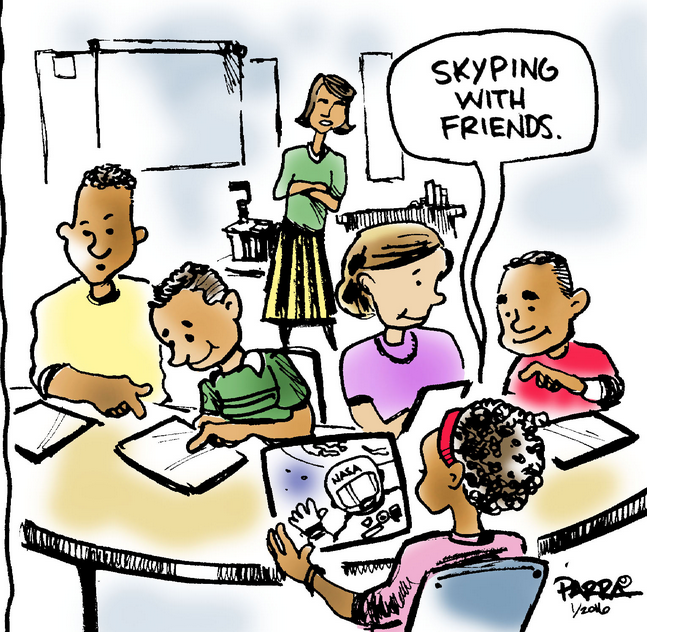 SKYPING
WITH
FRIENDS.
NASA
PARRA
1/2016